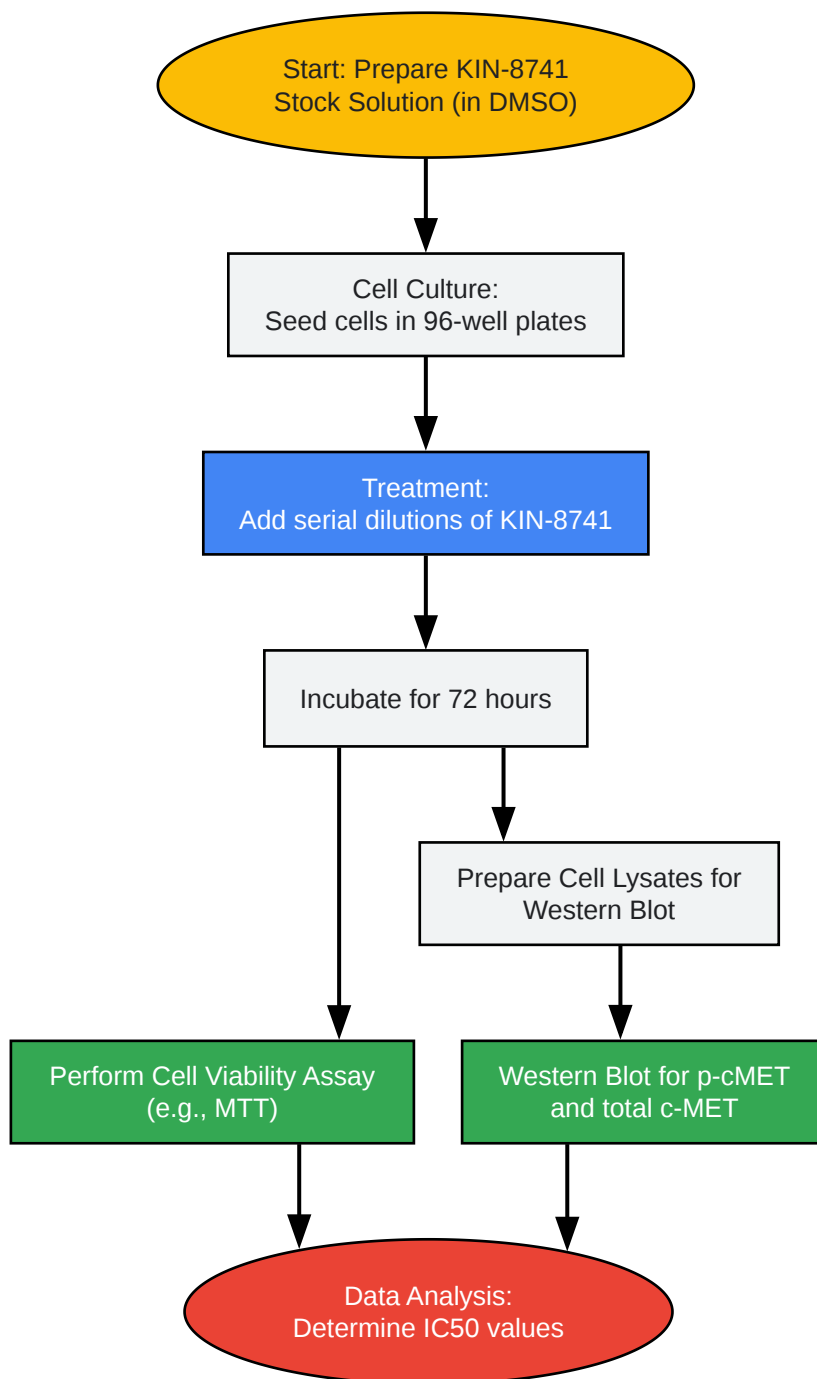 Start: Prepare KIN-8741
Stock Solution (in DMSO)
Cell Culture:
Seed cells in 96-well plates
Treatment:
Add serial dilutions of KIN-8741
Incubate for 72 hours
Prepare Cell Lysates for
Western Blot
Perform Cell Viability Assay
(e.g., MTT)
Western Blot for p-cMET
and total c-MET
Data Analysis:
Determine IC50 values